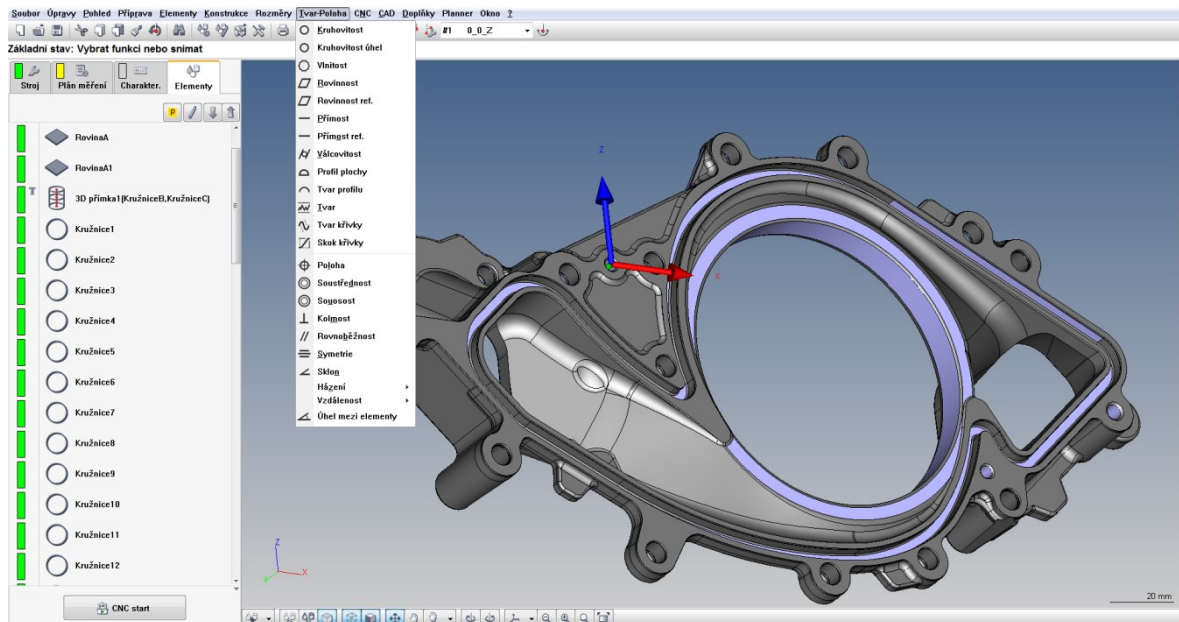 Soubor Úpravy Pohled Příprava Elementy Konstrukce Rozměry Tvar-Poloha CNC CAD Doplňky Planner Okno ?
#1 0_0_Z
Základní stav: Vybrat funkci nebo snímat
Stroj Plán měření Charakter. Elementy
P
RovinaA
RovinaA1
T
3D přímka1(KružniceB,KružniceC)
Kružnice1
Kružnice2
Kružnice3
Kružnice4
Kružnice5
Kružnice6
Kružnice7
Kružnice8
Kružnice9
Kružnice10
Kružnice11
Kružnice12
CNC start
Kruhovitost
Kruhovitost úhel
Vlnitost
Rovinnost
Rovinnost ref.
Přímost
Přímost ref.
Válcovitost
Profil plochy
Tvar profilu
Tvar
Tvar křivky
Skok křivky
Poloha
Soustřednost
Souosost
Kolmost
Rovnoběžnost
Symetrie
Sklon
Házení
Vzdálenost
Úhel mezi elementy
Z
X
Z
Y
X
20 mm